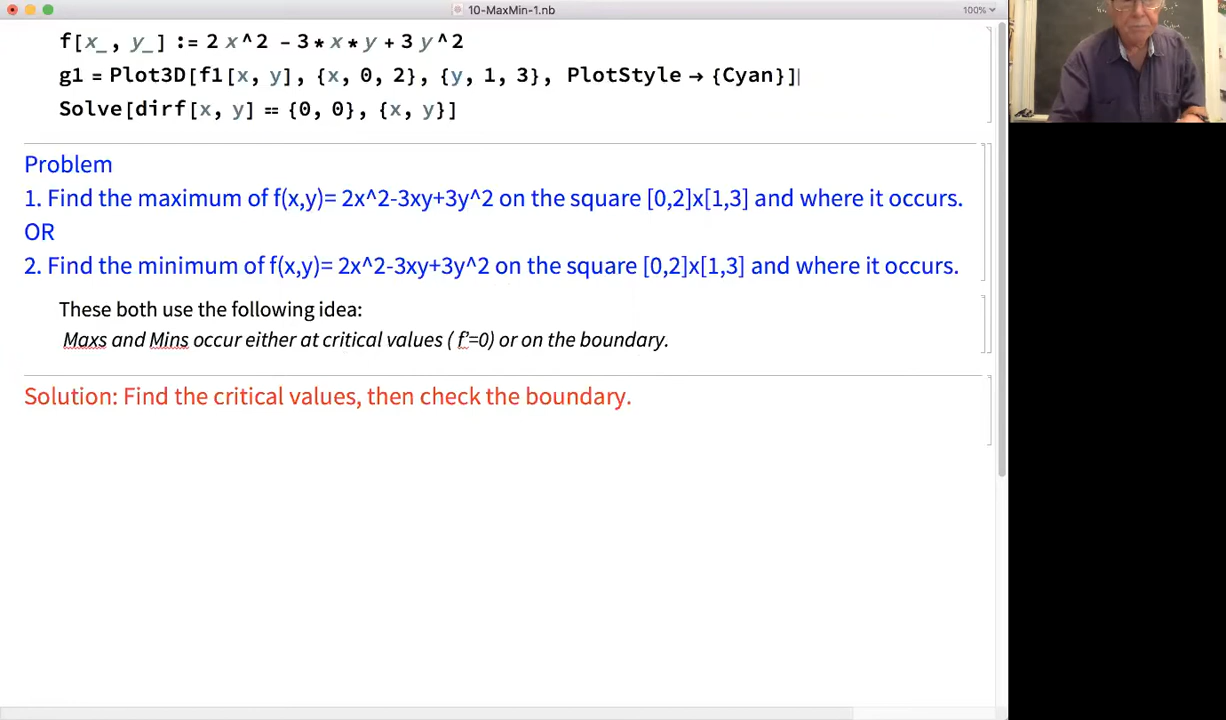 10-MaxMin-1.nb
100%
f[x_, y_] := 2 x^2 - 3*x*y + 3 y^2
g1 = Plot3D[f1[x, y], {x, 0, 2}, {y, 1, 3}, PlotStyle → {Cyan}]
Solve[dirf[x, y] == {0, 0}, {x, y}]
Problem
1. Find the maximum of f(x,y)= 2x^2-3xy+3y^2 on the square [0,2]x[1,3] and where it occurs.
OR
2. Find the minimum of f(x,y)= 2x^2-3xy+3y^2 on the square [0,2]x[1,3] and where it occurs.
These both use the following idea:
Maxs and Mins occur either at critical values ( f'=0) or on the boundary.
Solution: Find the critical values, then check the boundary.